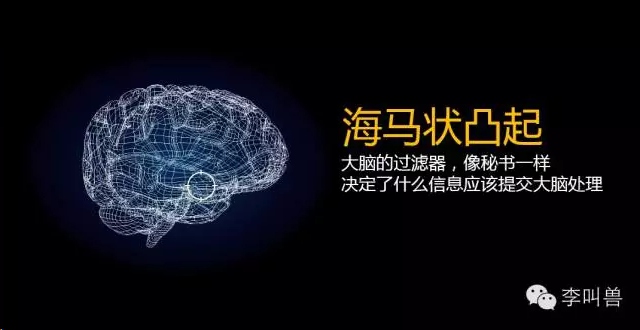 海马状凸起
大脑的过滤器，像秘书一样
决定了什么信息应该提交大脑处理
李叫兽